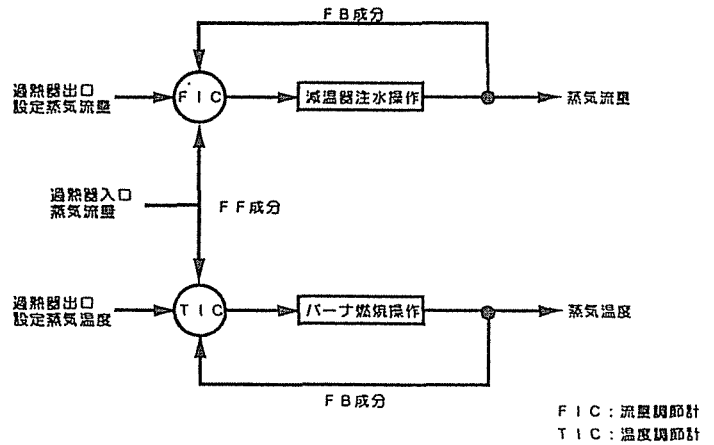 FB成分
過熱器出口
設定蒸気流量
FIC
減温器注水操作
蒸気流量
過熱器入口
蒸気流量
FF成分
過熱器出口
設定蒸気温度
TIC
バーナ燃焼操作
蒸気温度
FB成分
FIC:流量調節計
TIC:温度調節計